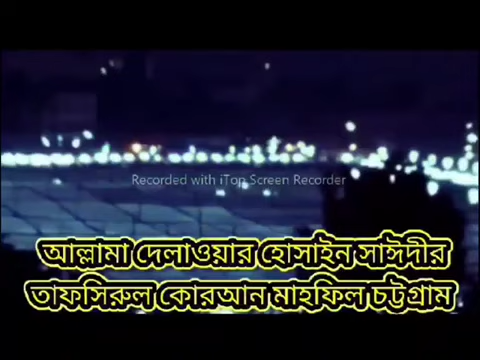 Recorded with iTop Screen Recorder
আল্লামা দেলাওয়ার হোসাইন সাঈদীর
তাফসিরুল কোরআন মাহফিল চট্টগ্রাম